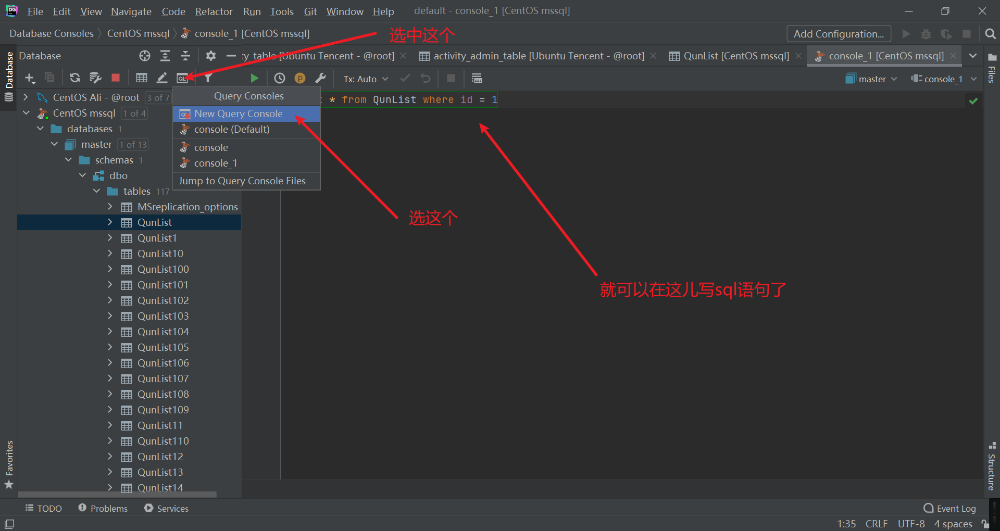 DG File Edit View Navigate Code Refactor Run Tools Git Window Help default - console_1 [CentOS mssql]
Database Consoles CentOS mssql console_1 [CentOS mssql] 选中这个 Add Configuration...
Database ty_table [Ubuntu Tencent - @root] activity_admin_table [Ubuntu Tencent - @root] QunList [CentOS mssql] console_1 [CentOS mssql]
QL Tx: Auto master console_1
CentOS Ali - @root 3 of 7 Query Consoles * from QunList where id = 1
CentOS mssql 1 of 4 New Query Console
databases 1 console (Default)
master 1 of 13 console
schemas 1 console_1
dbo Jump to Query Console Files
tables 117
MSreplication_options
QunList 选这个
QunList1
QunList10
QunList100
QunList101 就可以在这儿写sql语句了
QunList102
QunList103
QunList104
QunList105
QunList106
QunList107
QunList108
QunList109
QunList11
QunList110
QunList12
QunList13
QunList14
Database
Favorites
Files
Structure
TODO Problems Services Event Log
1:35 CRLF UTF-8 4 spaces